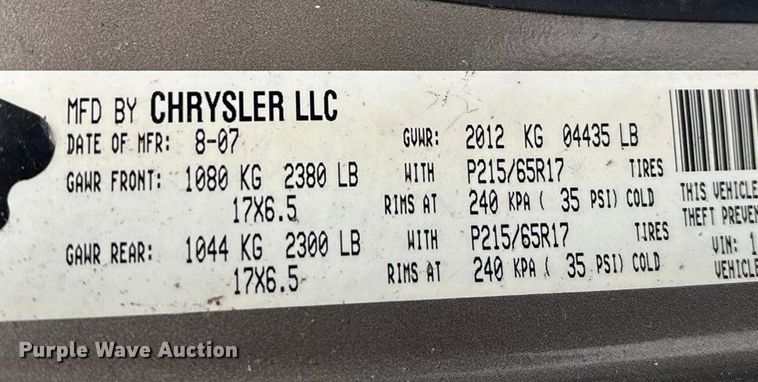 MFD BY CHRYSLER LLC
DATE OF MFR: 8-07 GVWR: 2012 KG 04435 LB
GAWR FRONT: 1080 KG 2380 LB WITH P215/65R17 TIRES
17X6.5 RIMS AT 240 KPA ( 35 PSI) COLD
GAWR REAR: 1044 KG 2300 LB WITH P215/65R17 TIRES
17X6.5 RIMS AT 240 KPA ( 35 PSI) COLD
THIS VEHICLE
THEFT PREVEN
VIN: 1
VEHICLE
Purple Wave Auction